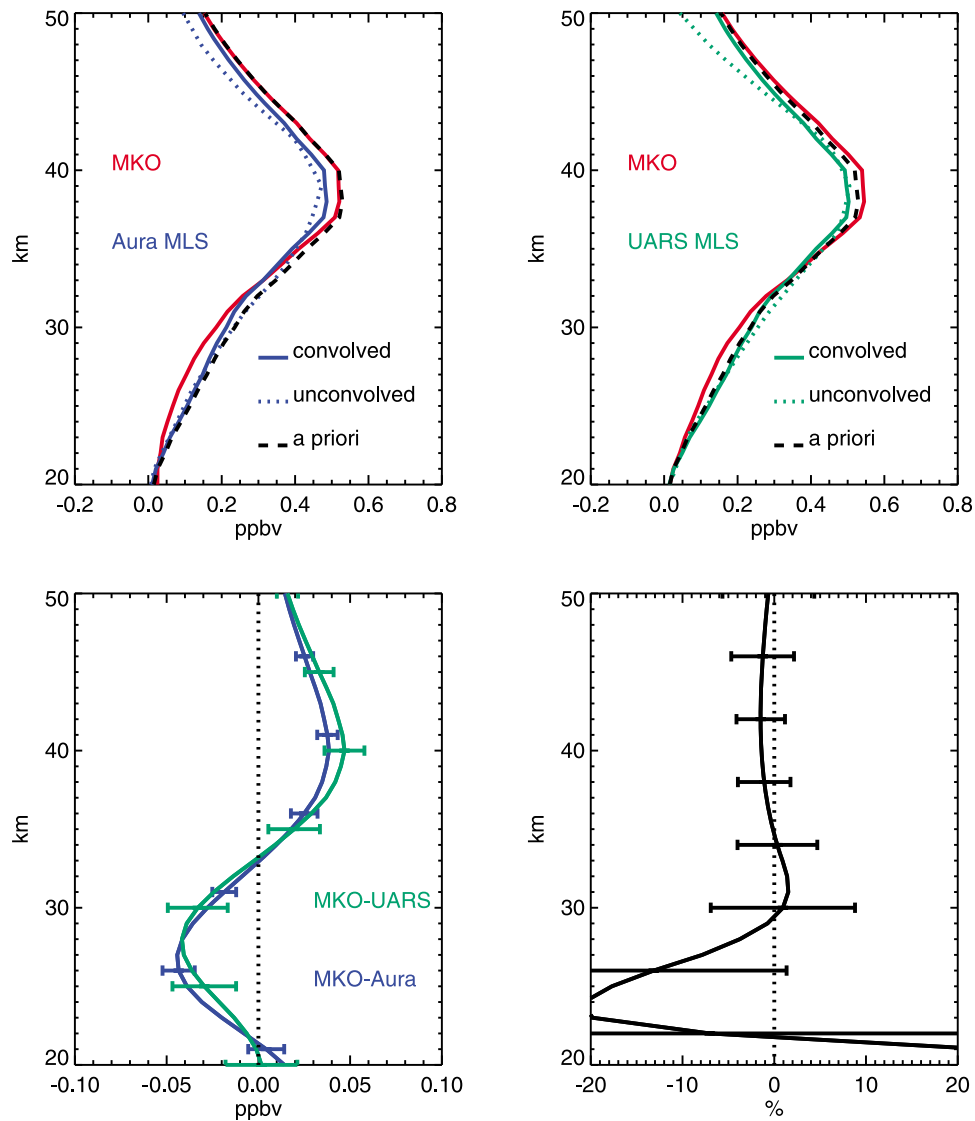 50
40
30
20
km
MKO
Aura MLS
convolved
unconvolved
a priori
-0.2 0.0 0.2 0.4 0.6 0.8
ppbv
50
40
30
20
km
MKO
UARS MLS
convolved
unconvolved
a priori
-0.2 0.0 0.2 0.4 0.6 0.8
ppbv
50
40
30
20
km
MKO-UARS
MKO-Aura
-0.10 -0.05 0.00 0.05 0.10
ppbv
50
40
30
20
km
-20 -10 0 10 20
%